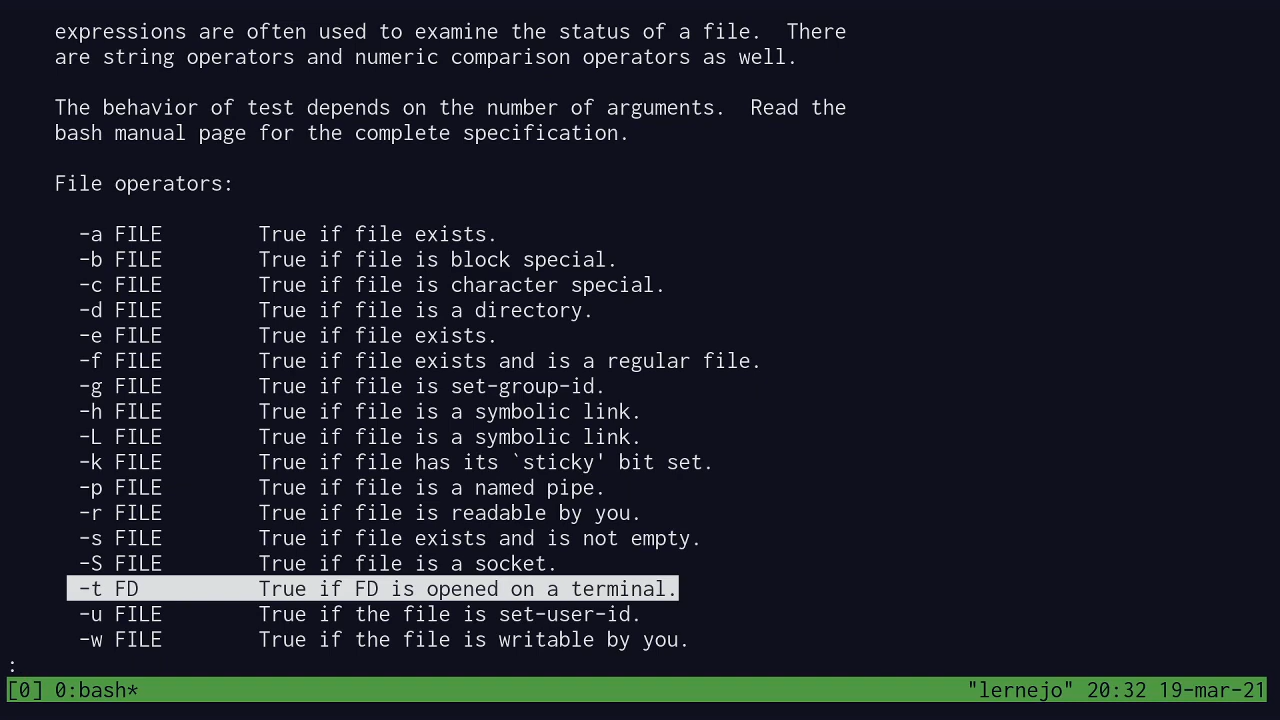 expressions are often used to examine the status of a file.  There
are string operators and numeric comparison operators as well.
The behavior of test depends on the number of arguments.  Read the
bash manual page for the complete specification.
File operators:
-a FILE        True if file exists.
-b FILE        True if file is block special.
-c FILE        True if file is character special.
-d FILE        True if file is a directory.
-e FILE        True if file exists.
-f FILE        True if file exists and is a regular file.
-g FILE        True if file is set-group-id.
-h FILE        True if file is a symbolic link.
-L FILE        True if file is a symbolic link.
-k FILE        True if file has its `sticky' bit set.
-p FILE        True if file is a named pipe.
-r FILE        True if file is readable by you.
-s FILE        True if file exists and is not empty.
-S FILE        True if file is a socket.
-t FD          True if FD is opened on a terminal.
-u FILE        True if the file is set-user-id.
-w FILE        True if the file is writable by you.
:
[0] 0:bash* "lernejo" 20:32 19-mar-21